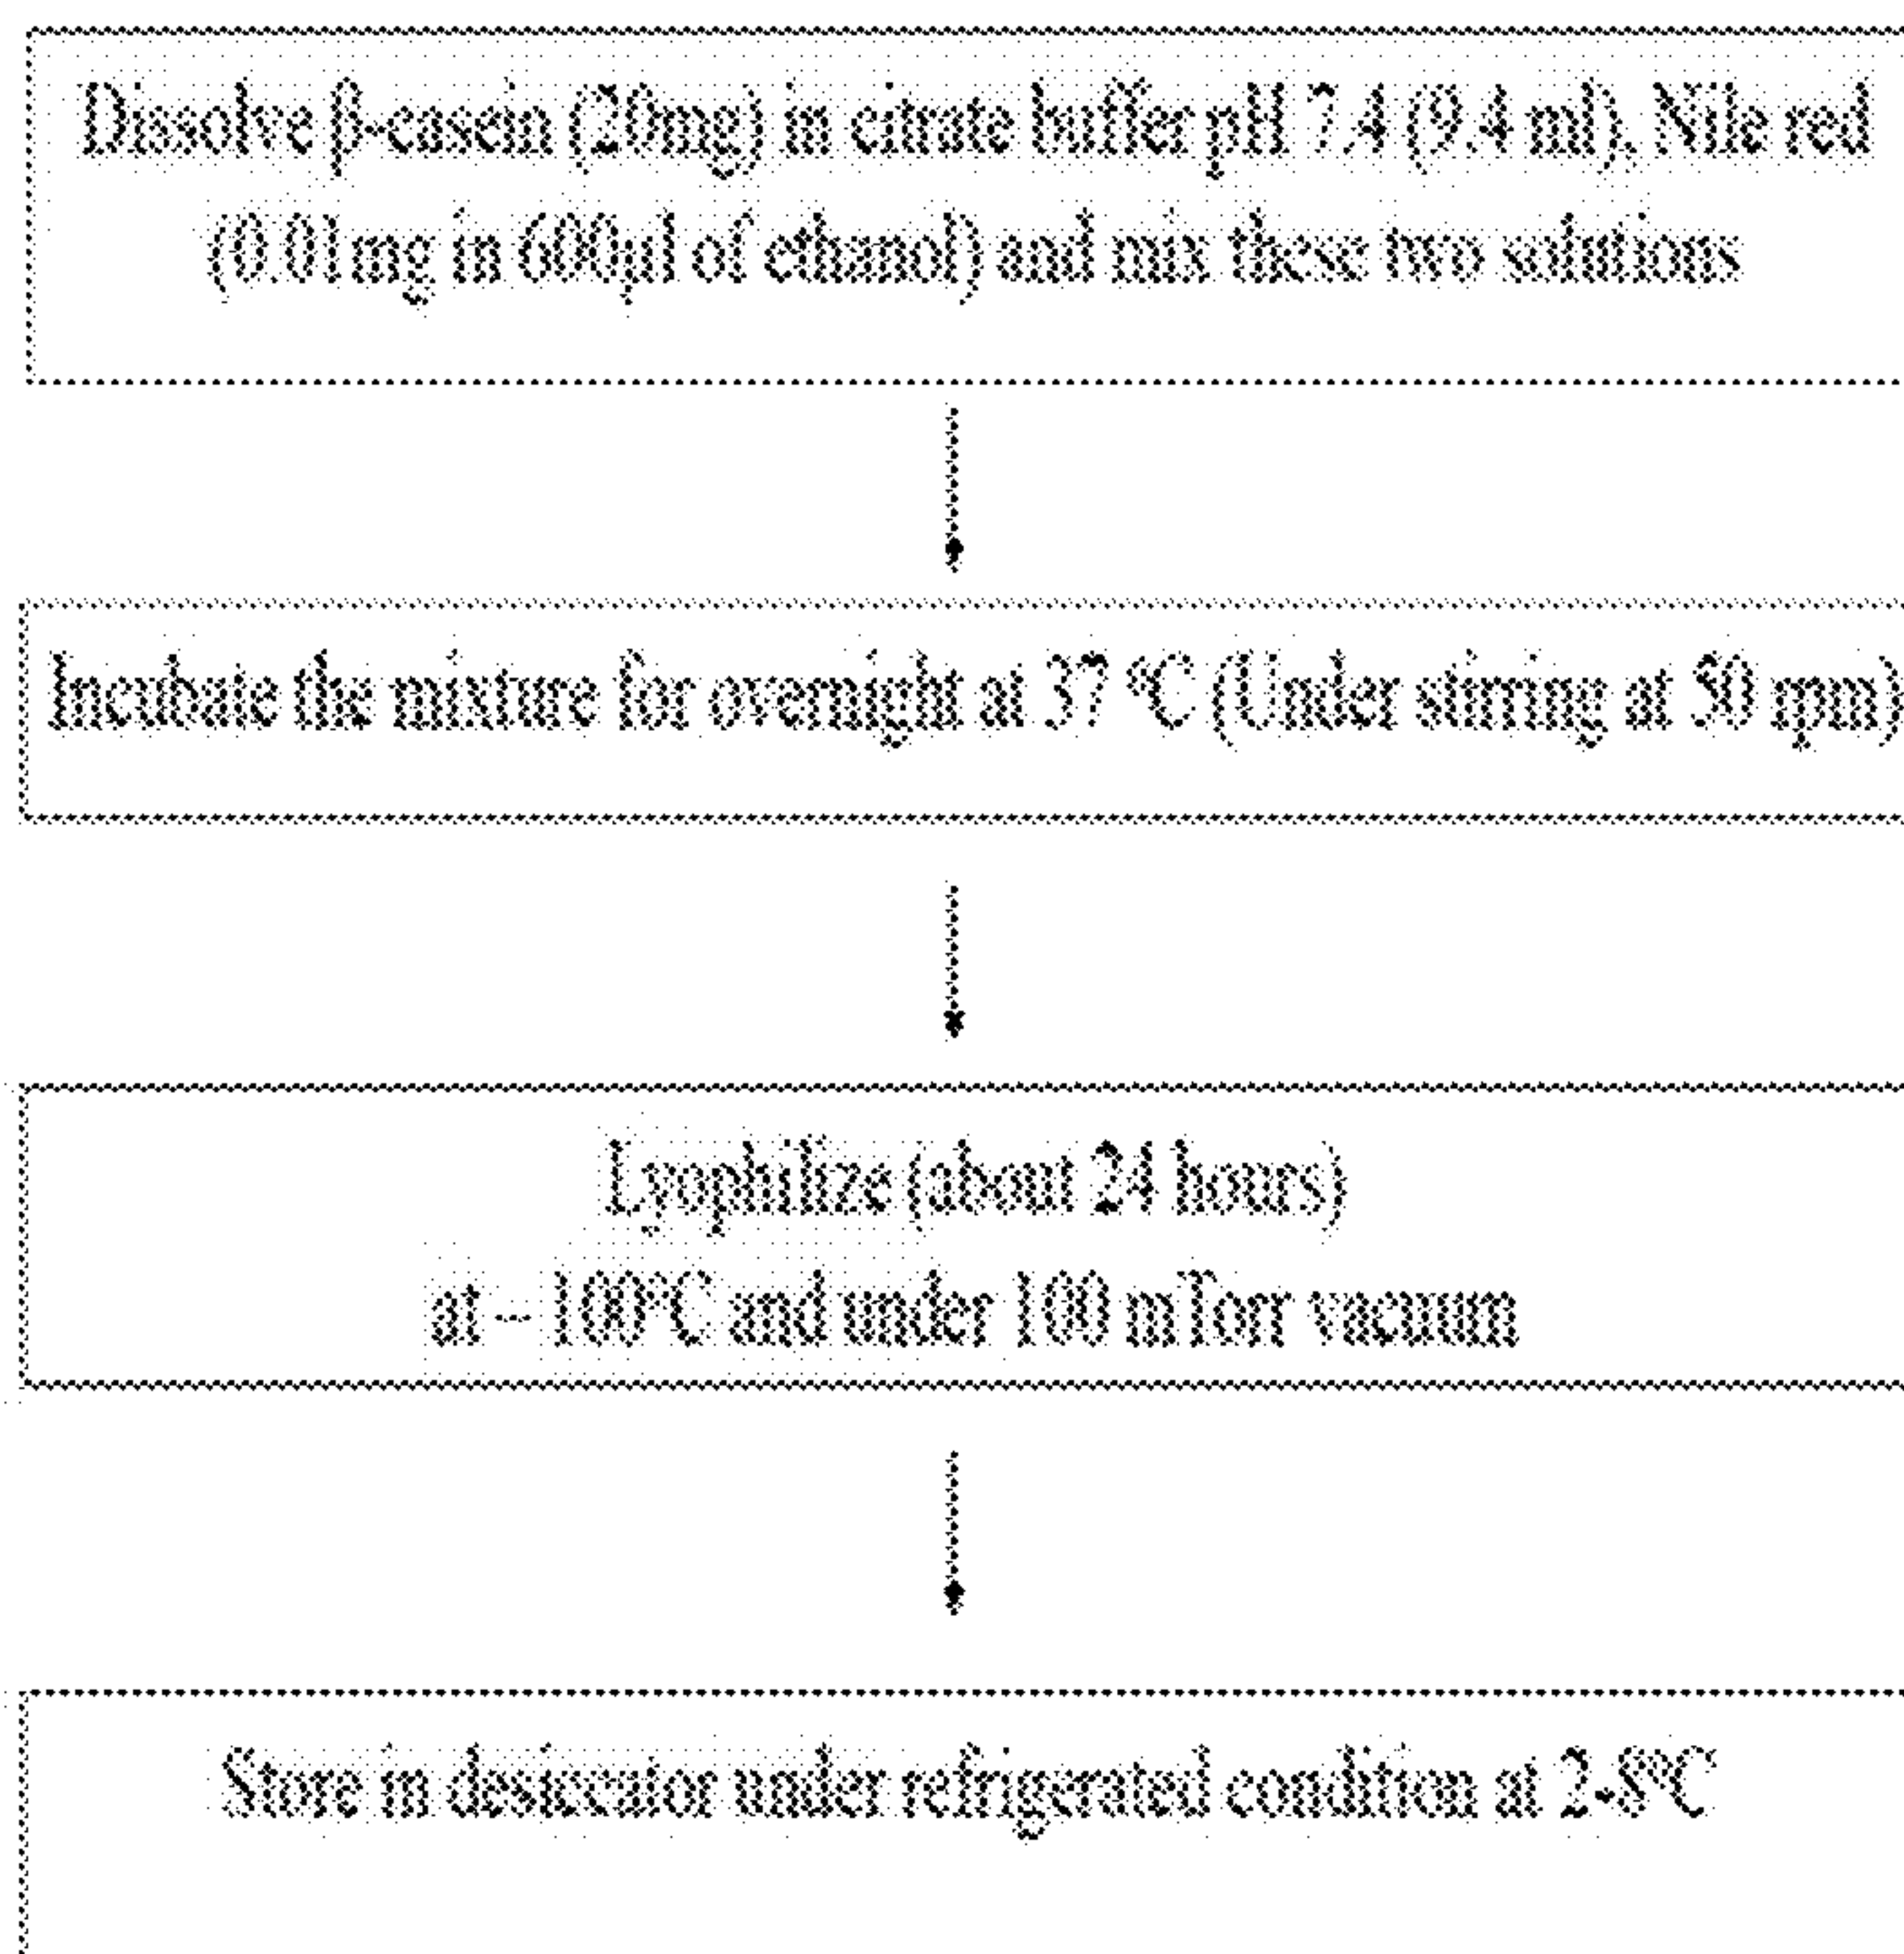 Dissolve β-casein (20mg) in citrate buffer pH 7.4 (9.4 ml), Nile red
(0.01mg in 600µl of ethanol) and mix these two solutions
Incubate the mixture for overnight at 37 °C (Under stirring at 50 rpm)
Lyophilize (about 24 hours)
at – 100°C and under 100 mTorr vacuum
Store in desiccator under refrigerated condition at 2-8°C